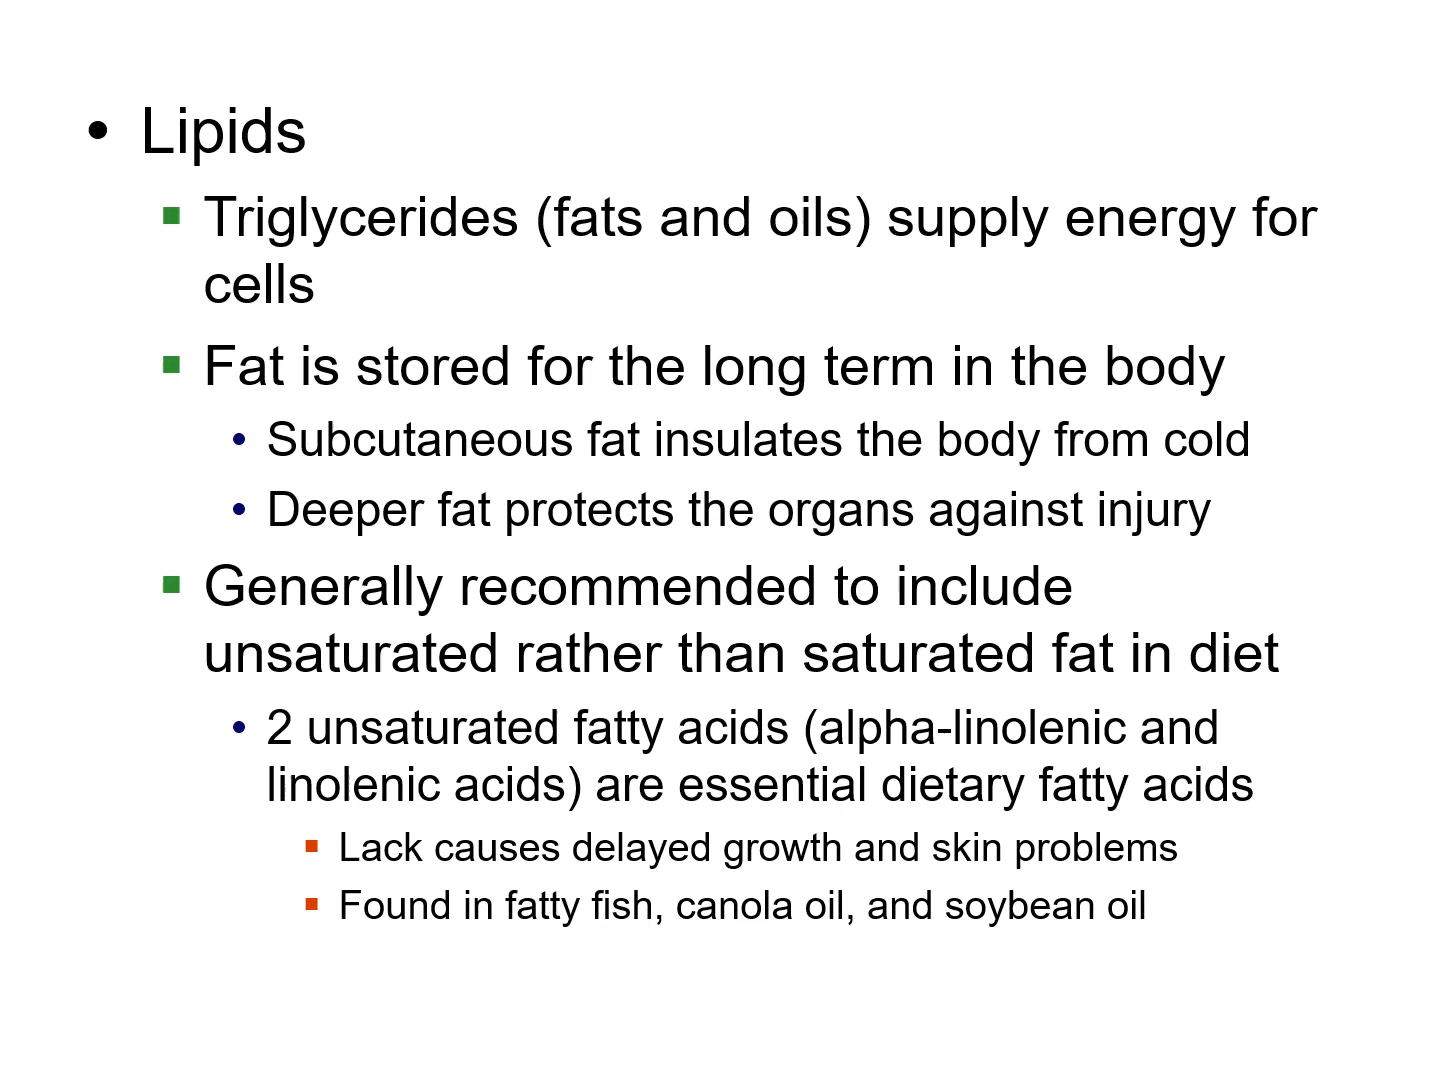 • Lipids
▪ Triglycerides (fats and oils) supply energy for
cells
▪ Fat is stored for the long term in the body
• Subcutaneous fat insulates the body from cold
• Deeper fat protects the organs against injury
▪ Generally recommended to include
unsaturated rather than saturated fat in diet
• 2 unsaturated fatty acids (alpha-linolenic and
linolenic acids) are essential dietary fatty acids
▪ Lack causes delayed growth and skin problems
▪ Found in fatty fish, canola oil, and soybean oil